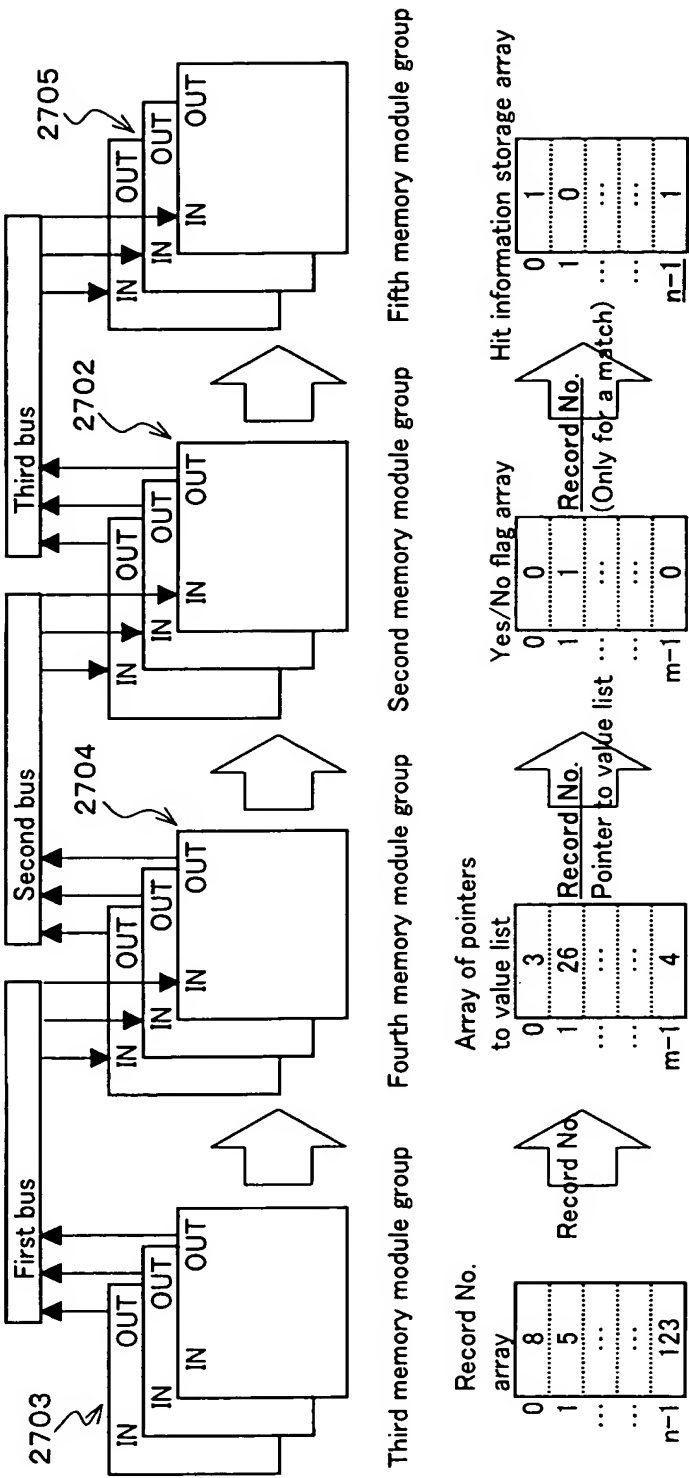 First bus
Second bus
Third bus
2703
2704
2702
2705
IN OUT
IN OUT
IN OUT
IN OUT
IN OUT
IN OUT
IN OUT
IN OUT
IN OUT
IN OUT
IN OUT
IN OUT
Third memory module group
Fourth memory module group
Second memory module group
Fifth memory module group
Record No.
array
0 8
1 5
... ...
... ...
n-1 123
Record No.
Array of pointers
to value list
0 3
1 26
... ...
... ...
m-1 4
Record No.
Pointer to value list
Yes/No flag array
0 0
1 1
... ...
... ...
m-1 0
Record No.
(Only for a match)
Hit information storage array
0 1
1 0
... ...
... ...
n-1 1